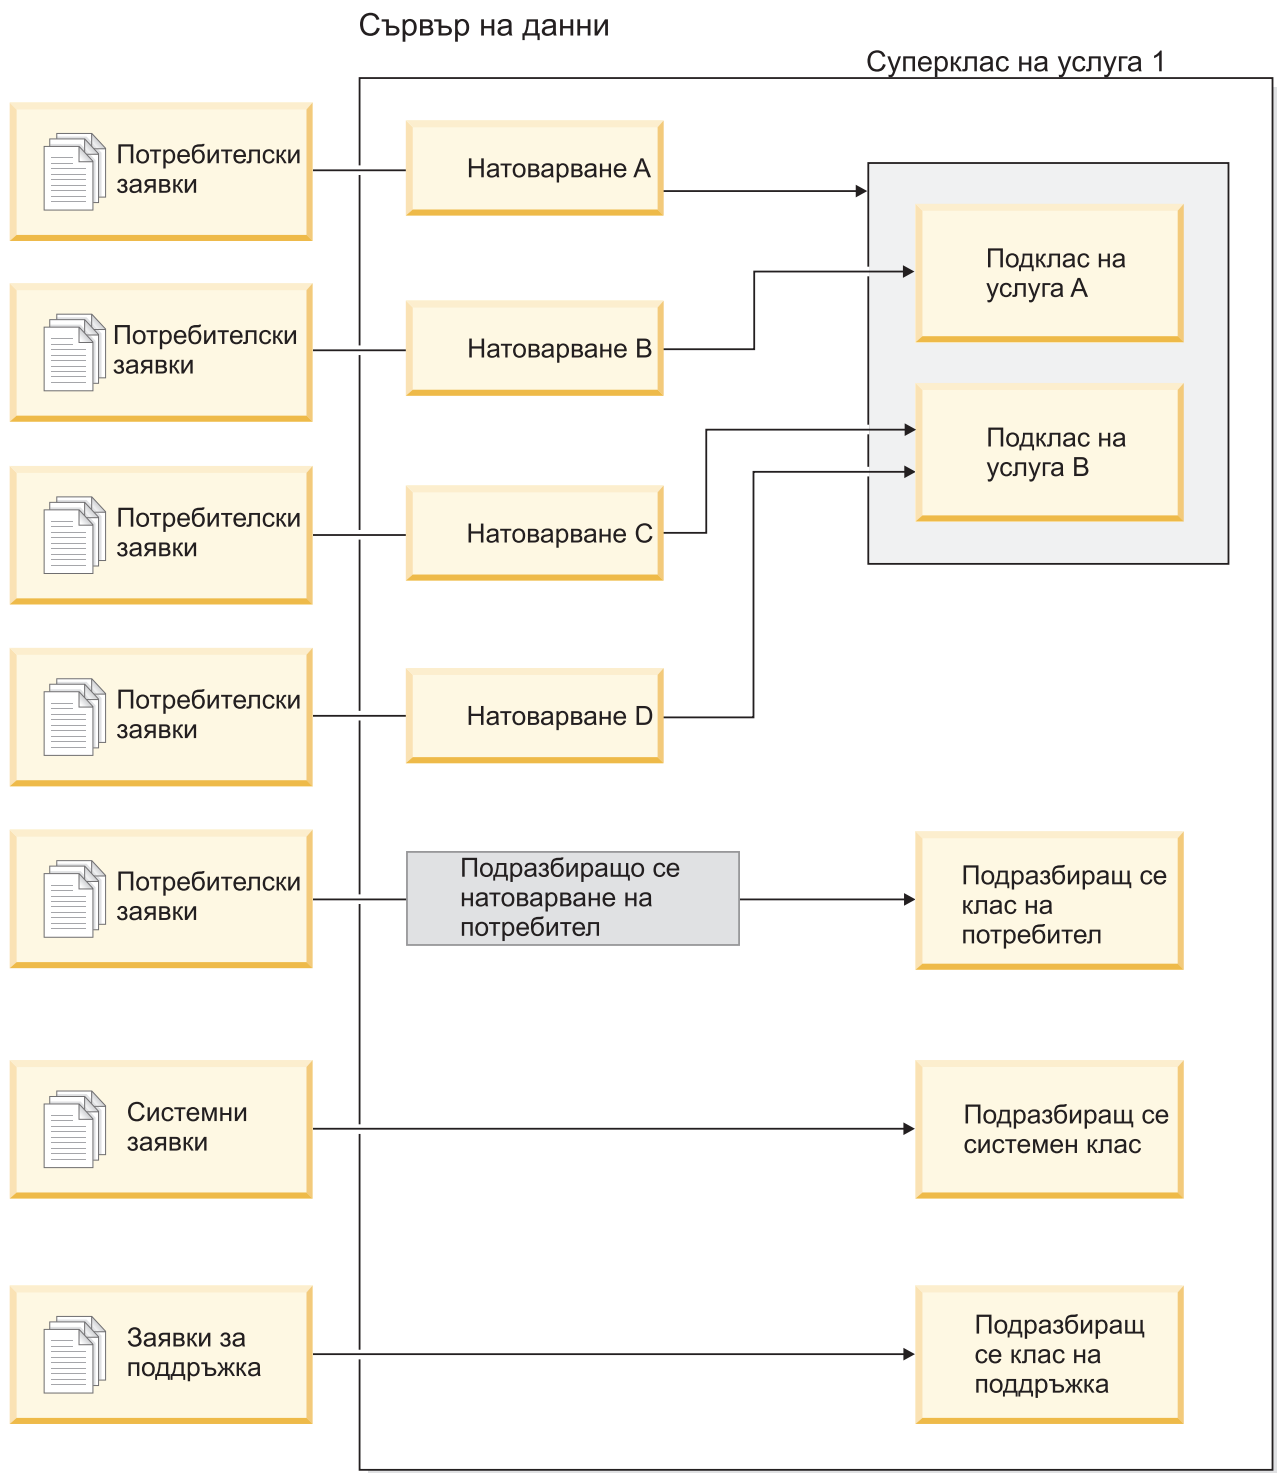 Сървър на данни
Суперклас на услуга 1
Потребителски
заявки
Натоварване A
Подклас на
услуга A
Потребителски
заявки
Натоварване B
Подклас на
услуга B
Потребителски
заявки
Натоварване C
Потребителски
заявки
Натоварване D
Потребителски
заявки
Подразбиращо се
натоварване на
потребител
Подразбиращ се
клас на
потребител
Системни
заявки
Подразбиращ се
системен клас
Заявки за
поддръжка
Подразбиращ
се клас на
поддръжка